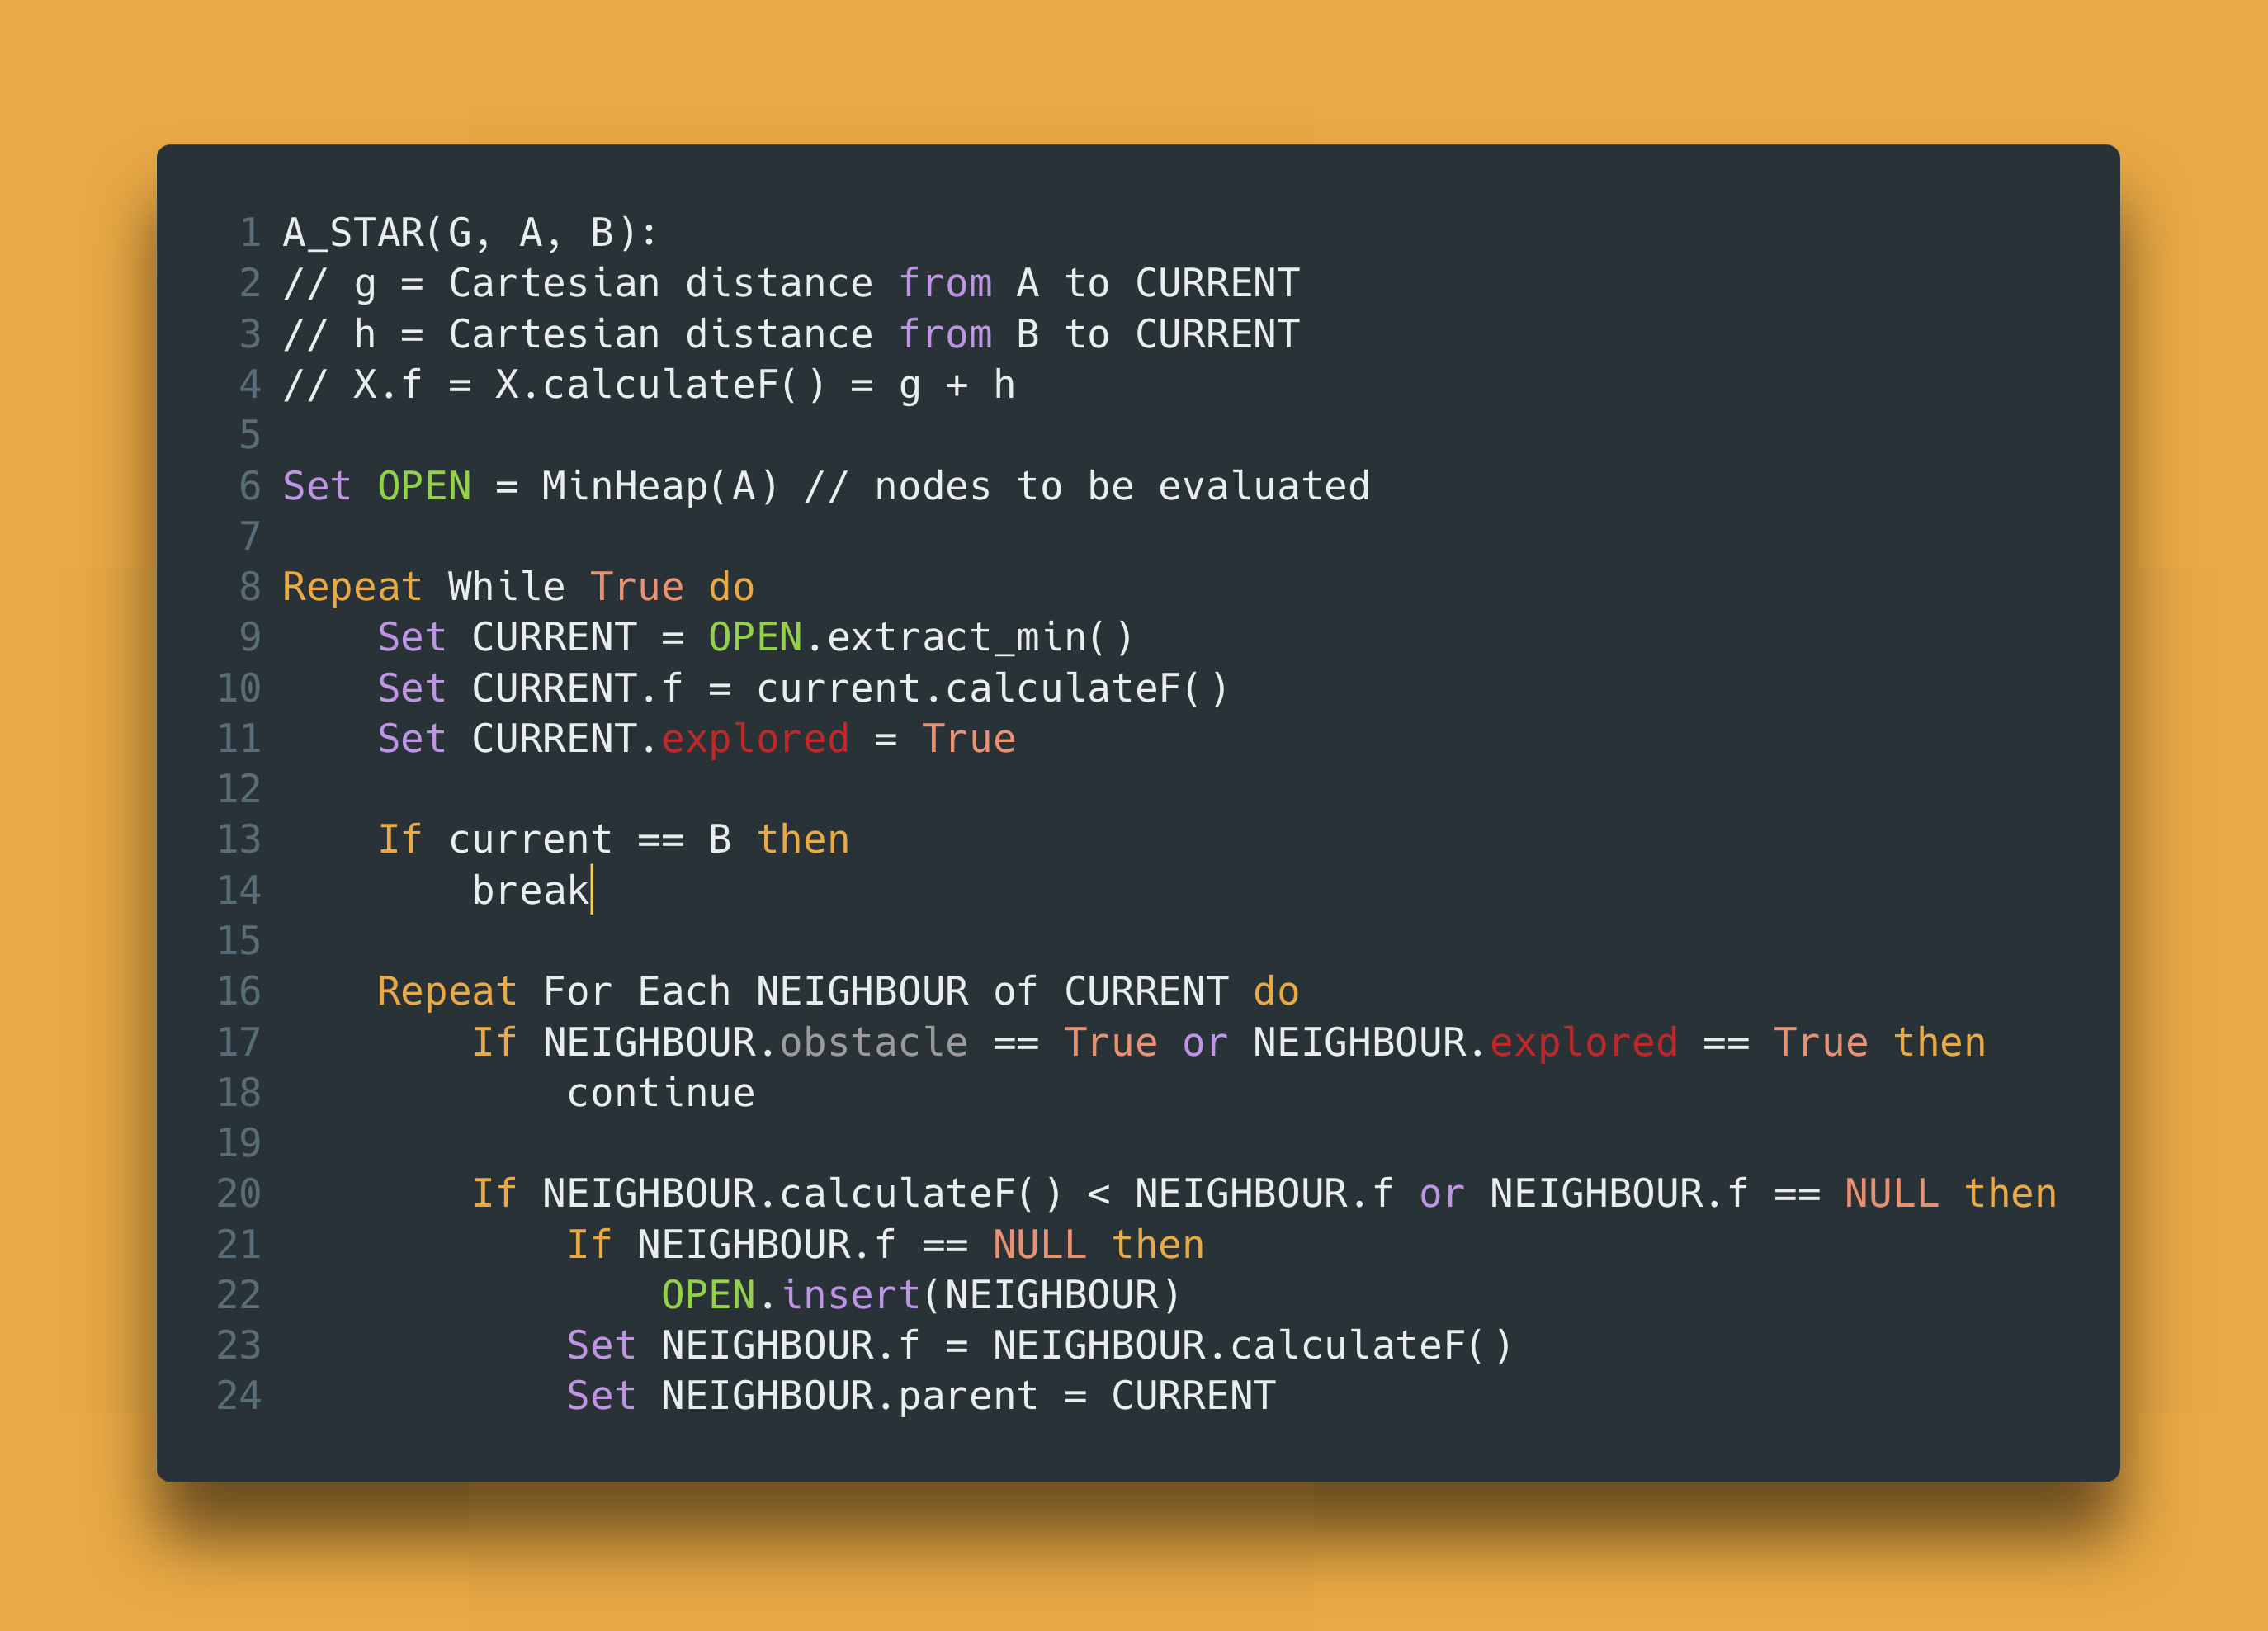 1 A_STAR(G, A, B):
2 // g = Cartesian distance from A to CURRENT
3 // h = Cartesian distance from B to CURRENT
4 // X.f = X.calculateF() = g + h
5
6 Set OPEN = MinHeap(A) // nodes to be evaluated
7
8 Repeat While True do
9     Set CURRENT = OPEN.extract_min()
10     Set CURRENT.f = current.calculateF()
11     Set CURRENT.explored = True
12
13     If current == B then
14         break
15
16     Repeat For Each NEIGHBOUR of CURRENT do
17         If NEIGHBOUR.obstacle == True or NEIGHBOUR.explored == True then
18             continue
19
20         If NEIGHBOUR.calculateF() < NEIGHBOUR.f or NEIGHBOUR.f == NULL then
21             If NEIGHBOUR.f == NULL then
22                 OPEN.insert(NEIGHBOUR)
23             Set NEIGHBOUR.f = NEIGHBOUR.calculateF()
24             Set NEIGHBOUR.parent = CURRENT